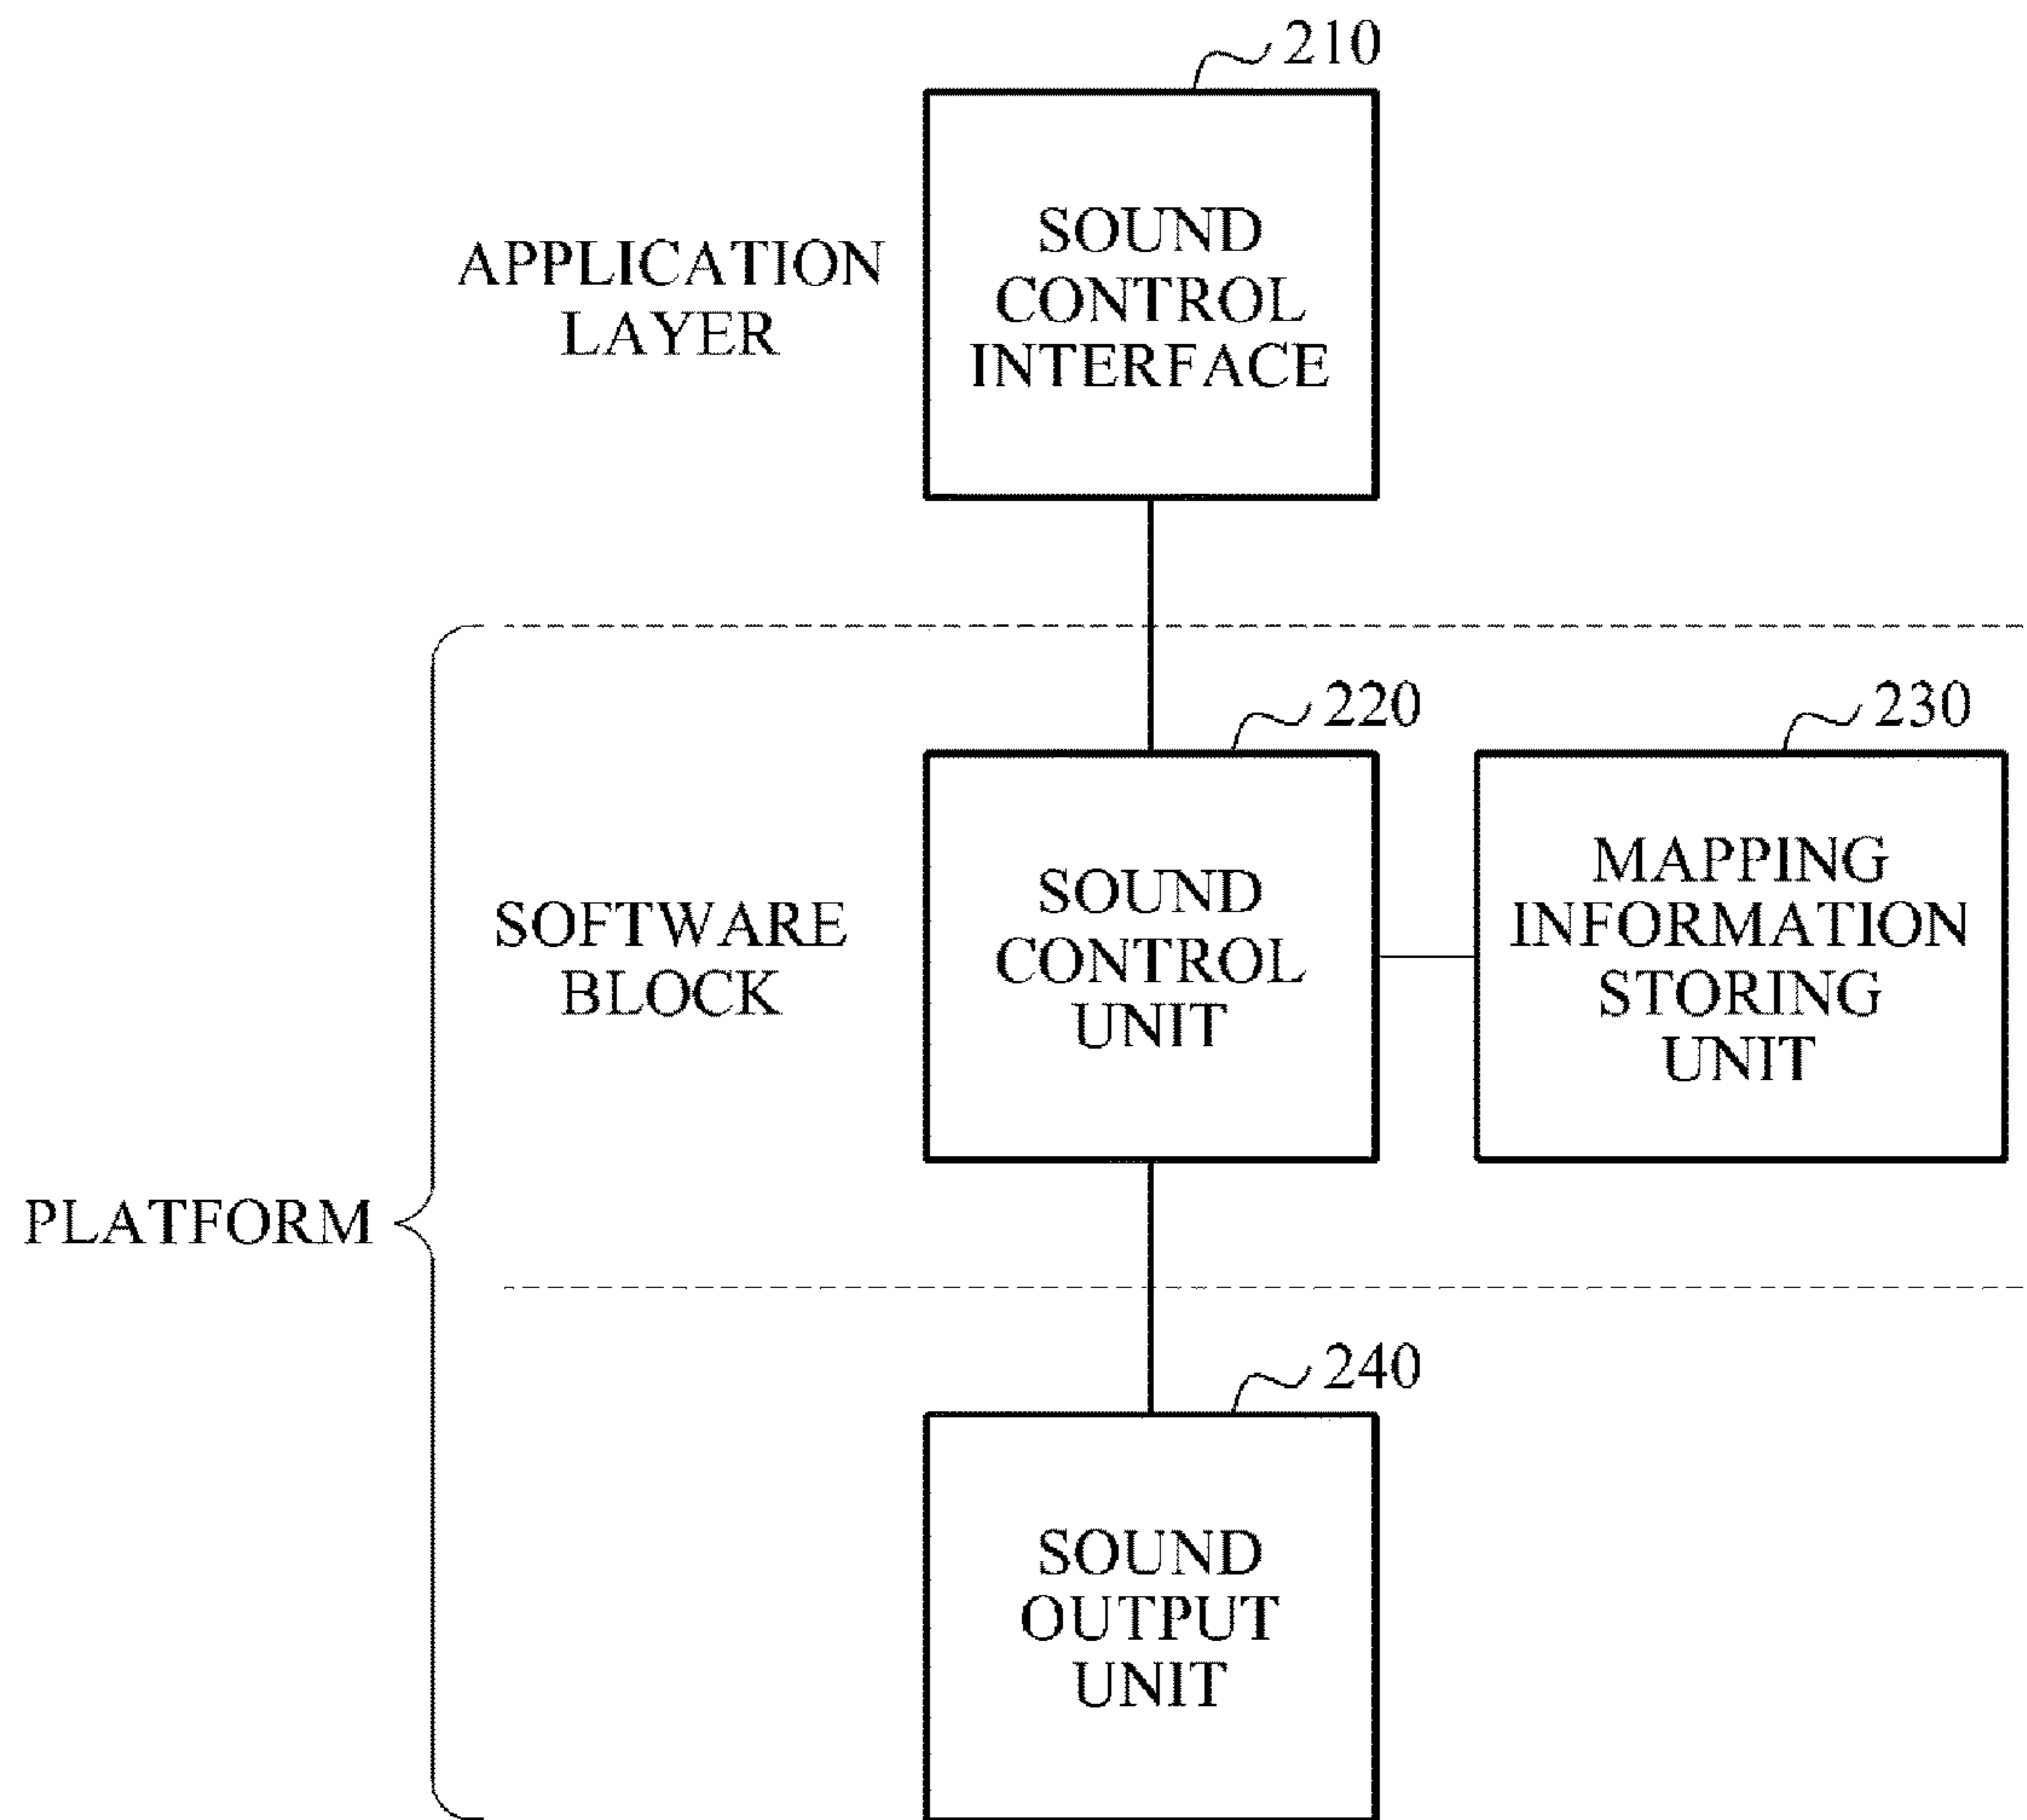 210
APPLICATION
LAYER
SOUND
CONTROL
INTERFACE
220
230
PLATFORM
SOFTWARE
BLOCK
SOUND
CONTROL
UNIT
MAPPING
INFORMATION
STORING
UNIT
240
SOUND
OUTPUT
UNIT